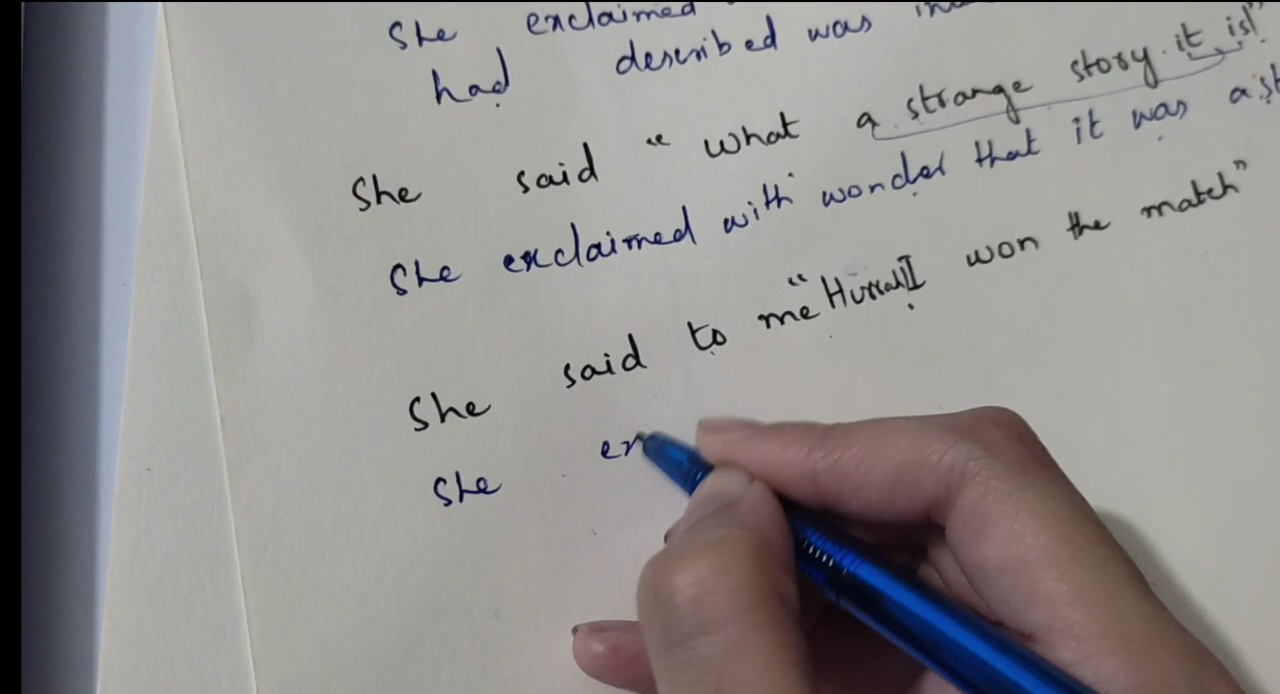 She exclaimed
had described was
She said " what a strange story it is!"
She exclaimed with wonder that it was a
She said to me "Hurrah I won the match"
She ex